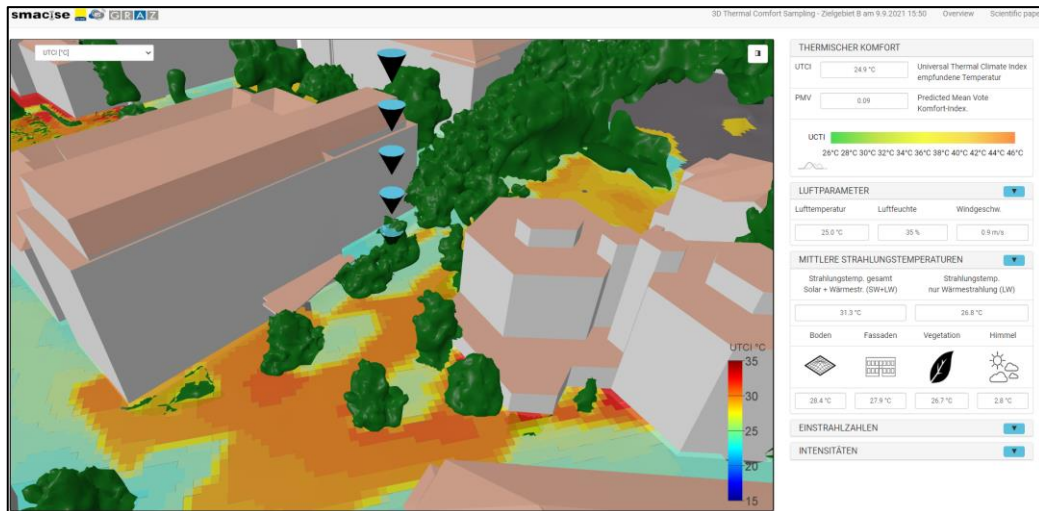 smacise GRAZ
3D Thermal Comfort Sampling - Zielgebiet B am 9.9.2021 15:50 Overview Scientific pape
UTCI [°C]
THERMISCHER KOMFORT
UTCI 24.9 °C Universal Thermal Climate Index
empfundene Temperatur
PMV 0.09 Predicted Mean Vote
Komfort-Index.
UCTI
26°C 28°C 30°C 32°C 34°C 36°C 38°C 40°C 42°C 44°C 46°C
LUFTPARAMETER
Lufttemperatur Luftfeuchte Windgeschw.
25.0 °C 35 % 0.9 m/s
MITTLERE STRAHLUNGSTEMPERATUREN
Strahlungstemp. gesamt
Solar + Wärmestr. (SW+LW)
Strahlungstemp.
nur Wärmestrahlung (LW)
31.3 °C 26.8 °C
Boden Fassaden Vegetation Himmel
28.4 °C 27.9 °C 26.7 °C 2.8 °C
EINSTRAHLZAHLEN
INTENSITÄTEN
UTCI °C
35
30
25
20
15